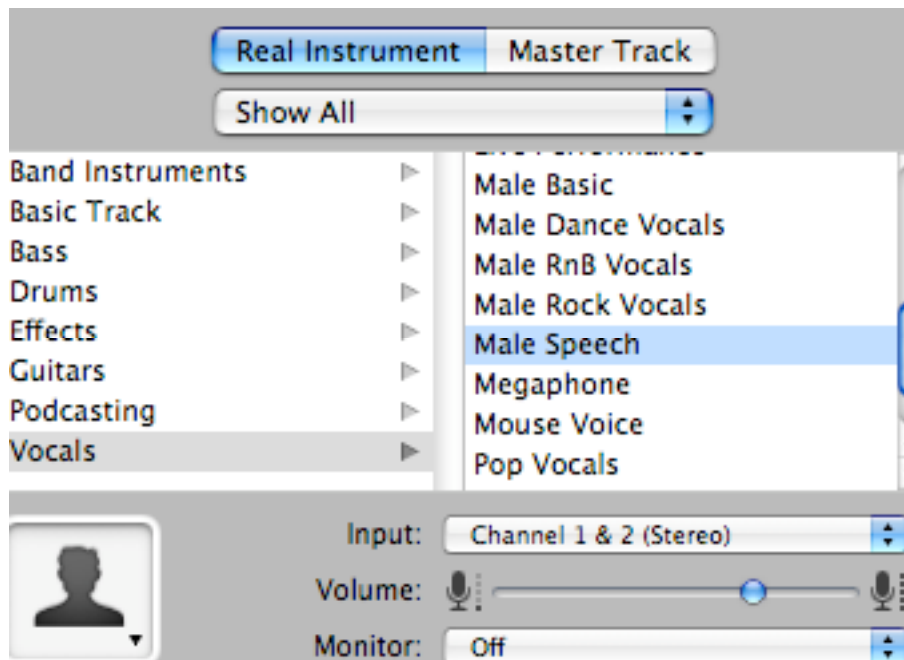 Real Instrument Master Track
Show All
Band Instruments
Basic Track
Bass
Drums
Effects
Guitars
Podcasting
Vocals
Live Performance
Male Basic
Male Dance Vocals
Male RnB Vocals
Male Rock Vocals
Male Speech
Megaphone
Mouse Voice
Pop Vocals
Input: Channel 1 & 2 (Stereo)
Volume:
Monitor: Off